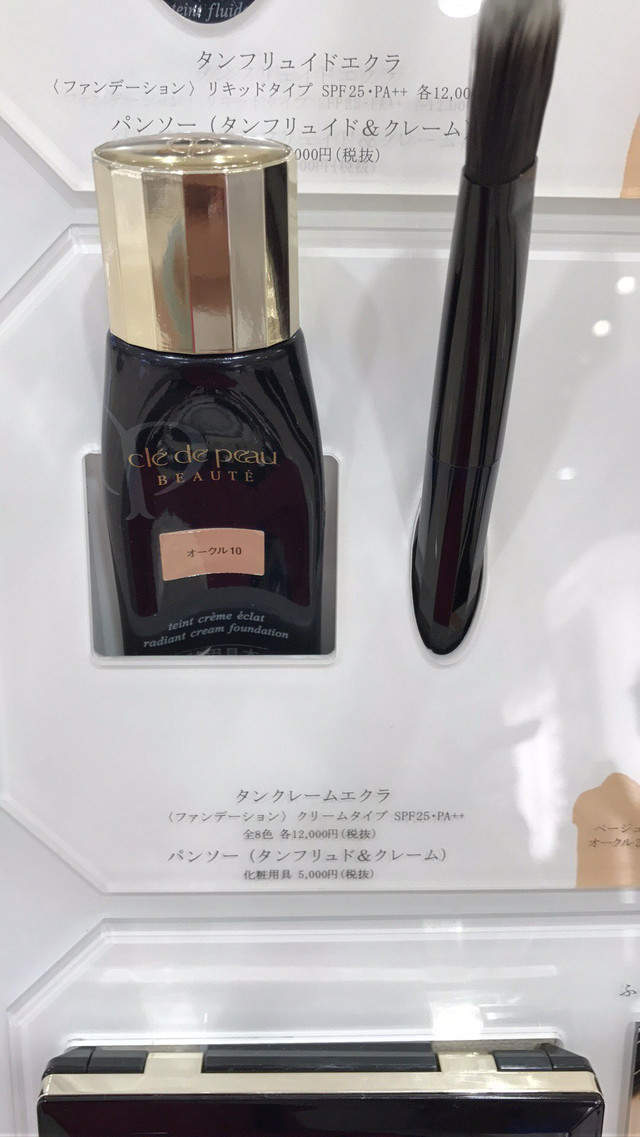 teint fluid
タンフリュイドエクラ
〈ファンデーション〉 リキッドタイプ SPF25・PA++ 各12,00
パンソー（タンフリュイド＆クレーム）
,000円(税抜)
clé de peau
BEAUTÉ
オークル10
teint crème éclat
radiant cream foundation
タンクレームエクラ
〈ファンデーション〉 クリームタイプ SPF25・PA++
全8色 各12,000円(税抜)
パンソー（タンフリュド＆クレーム）
化粧用具 5,000円(税抜)
ベージュ
オークル